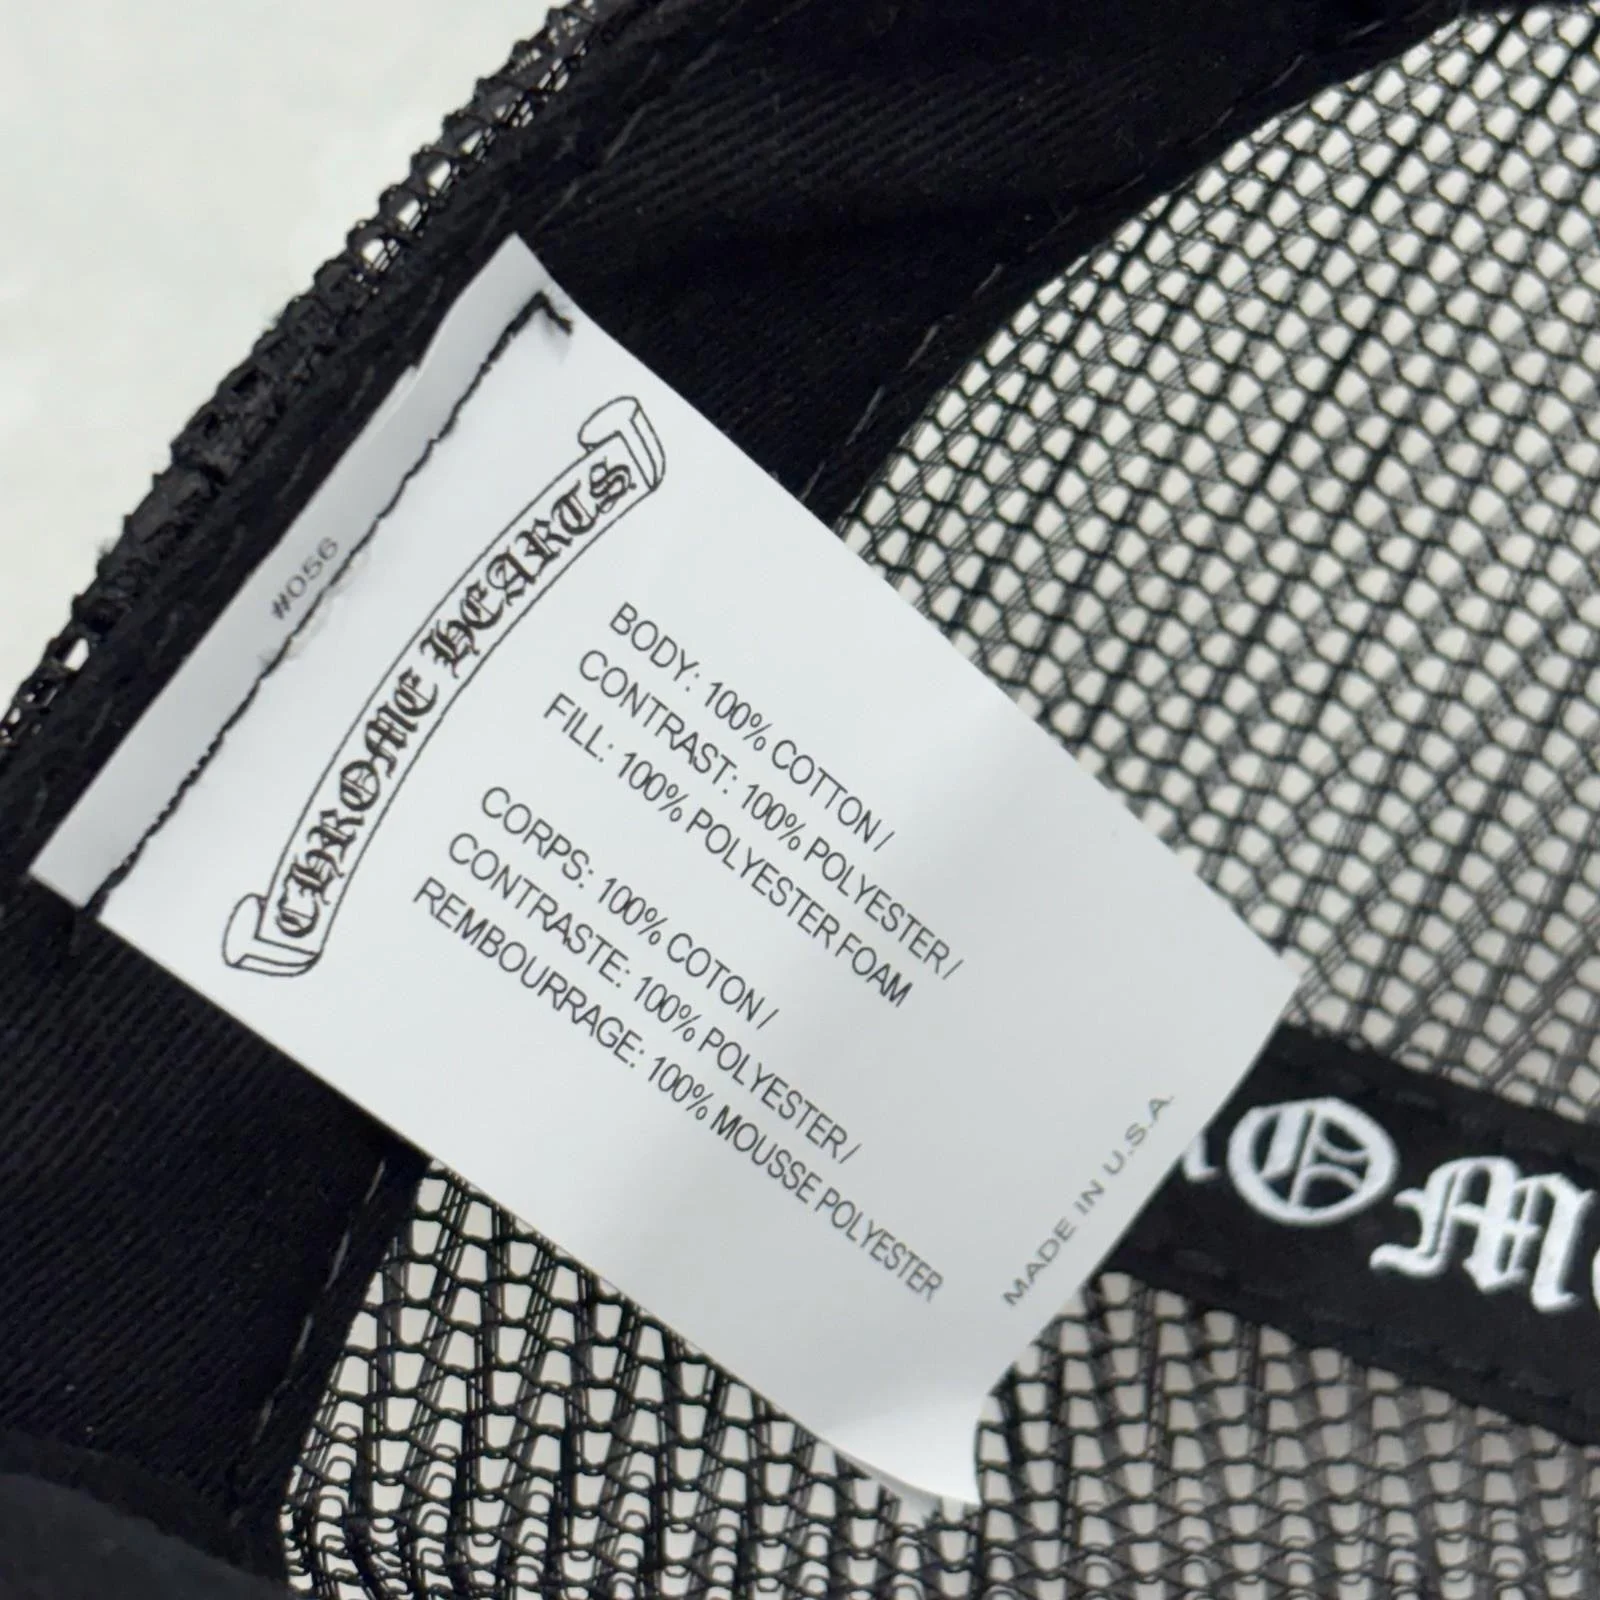 #056
CHROME HEARTS
BODY: 100% COTTON /
CONTRAST: 100% POLYESTER /
FILL: 100% POLYESTER FOAM
CORPS: 100% COTON /
CONTRASTE: 100% POLYESTER /
REMBOURRAGE: 100% MOUSSE POLYESTER
MADE IN U.S.A.
OM